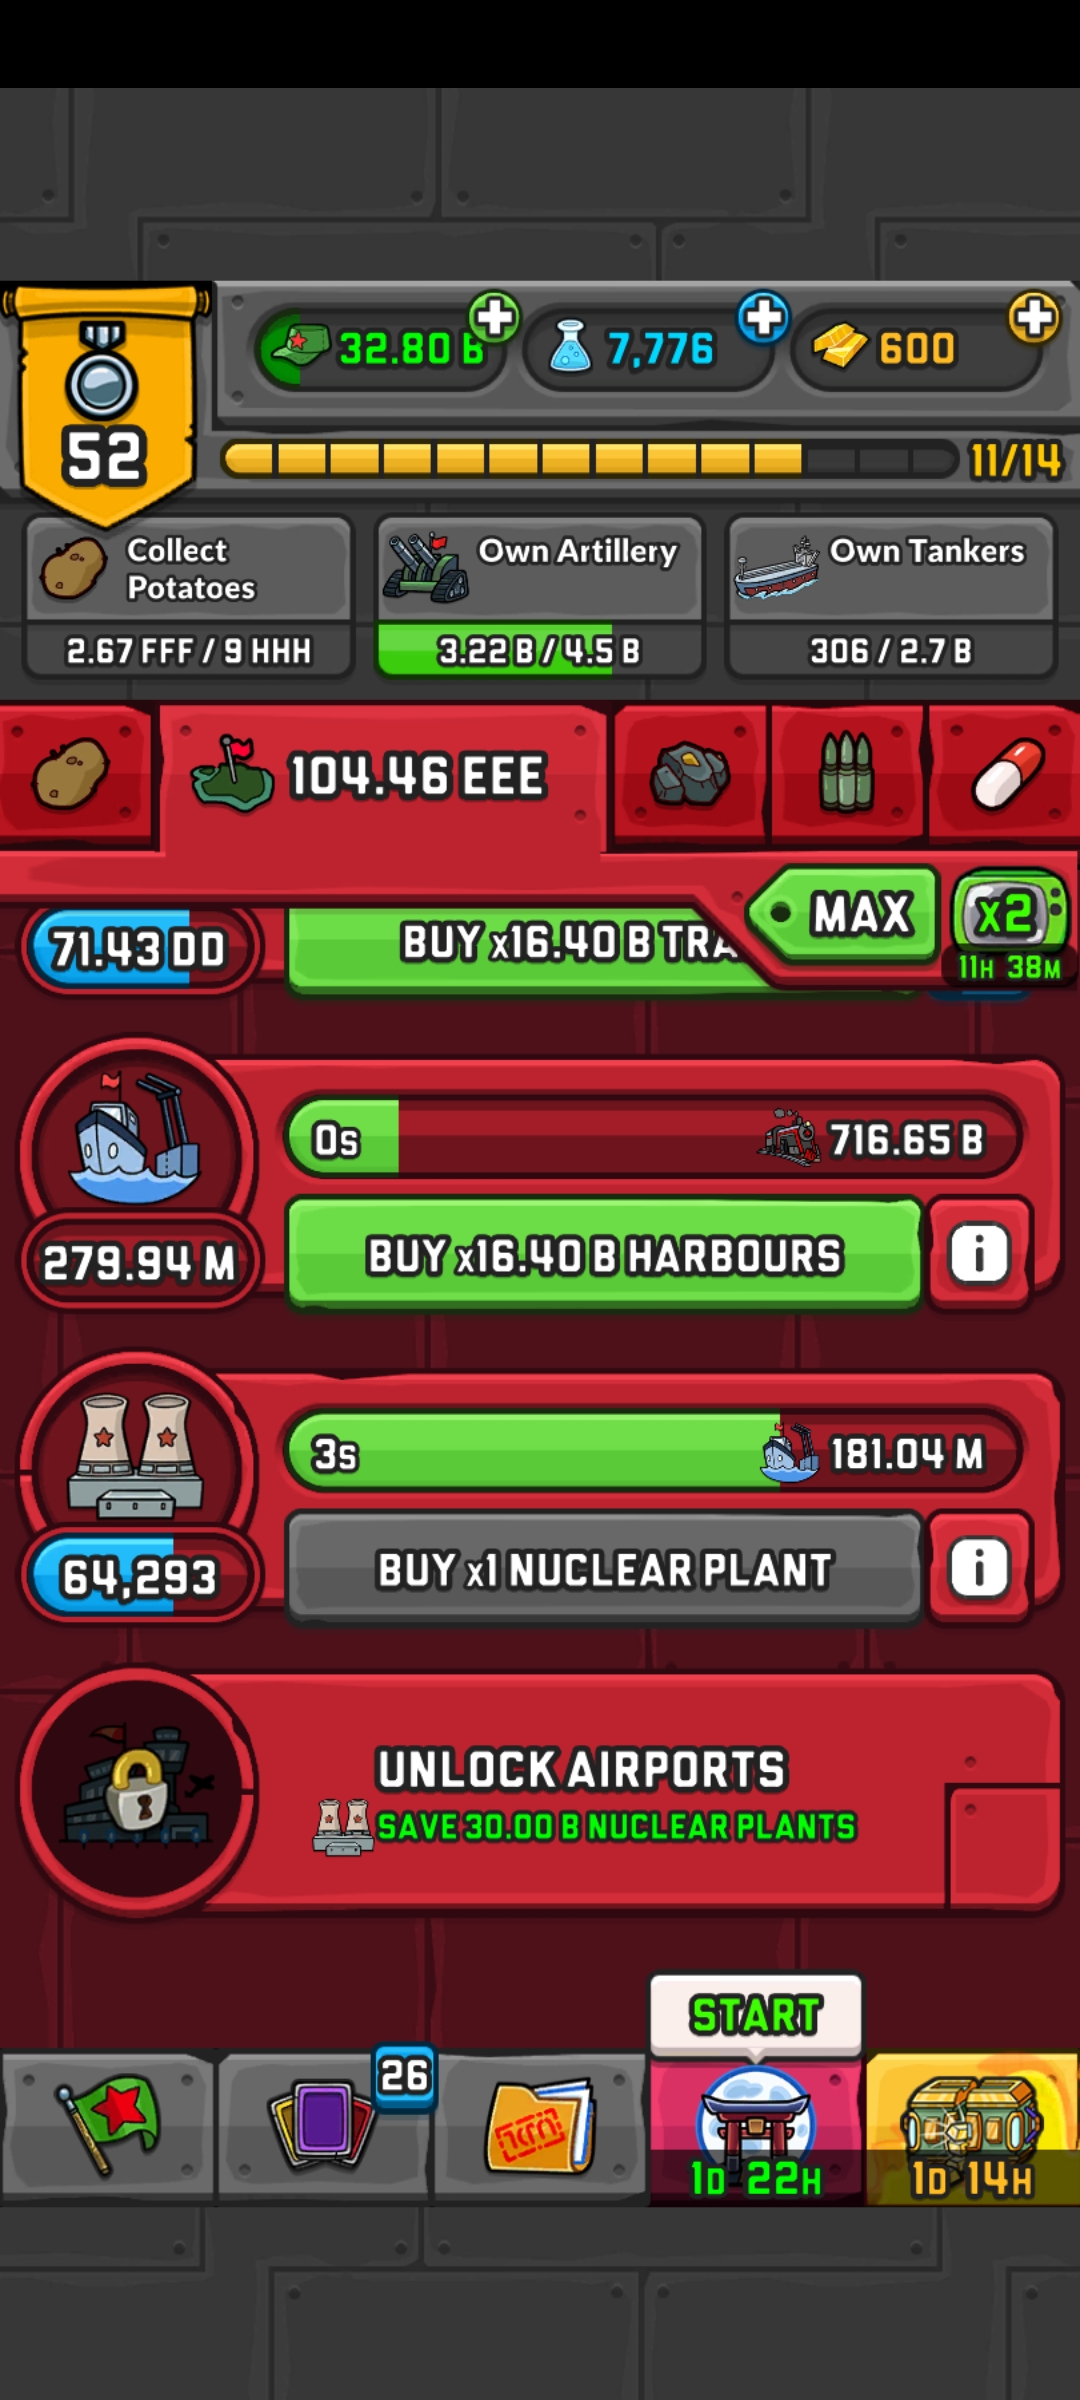 32.80 B
7,776
600
52
11/14
Collect Potatoes
2.67 FFF / 9 HHH
Own Artillery
3.22 B / 4.5 B
Own Tankers
306 / 2.7 B
104.46 EEE
MAX
x2
11H 38M
71.43 DD
BUY x16.40 B
0s
716.65 B
279.94 M
BUY x16.40 B HARBOURS
i
3s
181.04 M
64,293
BUY x1 NUCLEAR PLANT
i
UNLOCK AIRPORTS
SAVE 30.00 B NUCLEAR PLANTS
START
26
1D 22H
1D 14H